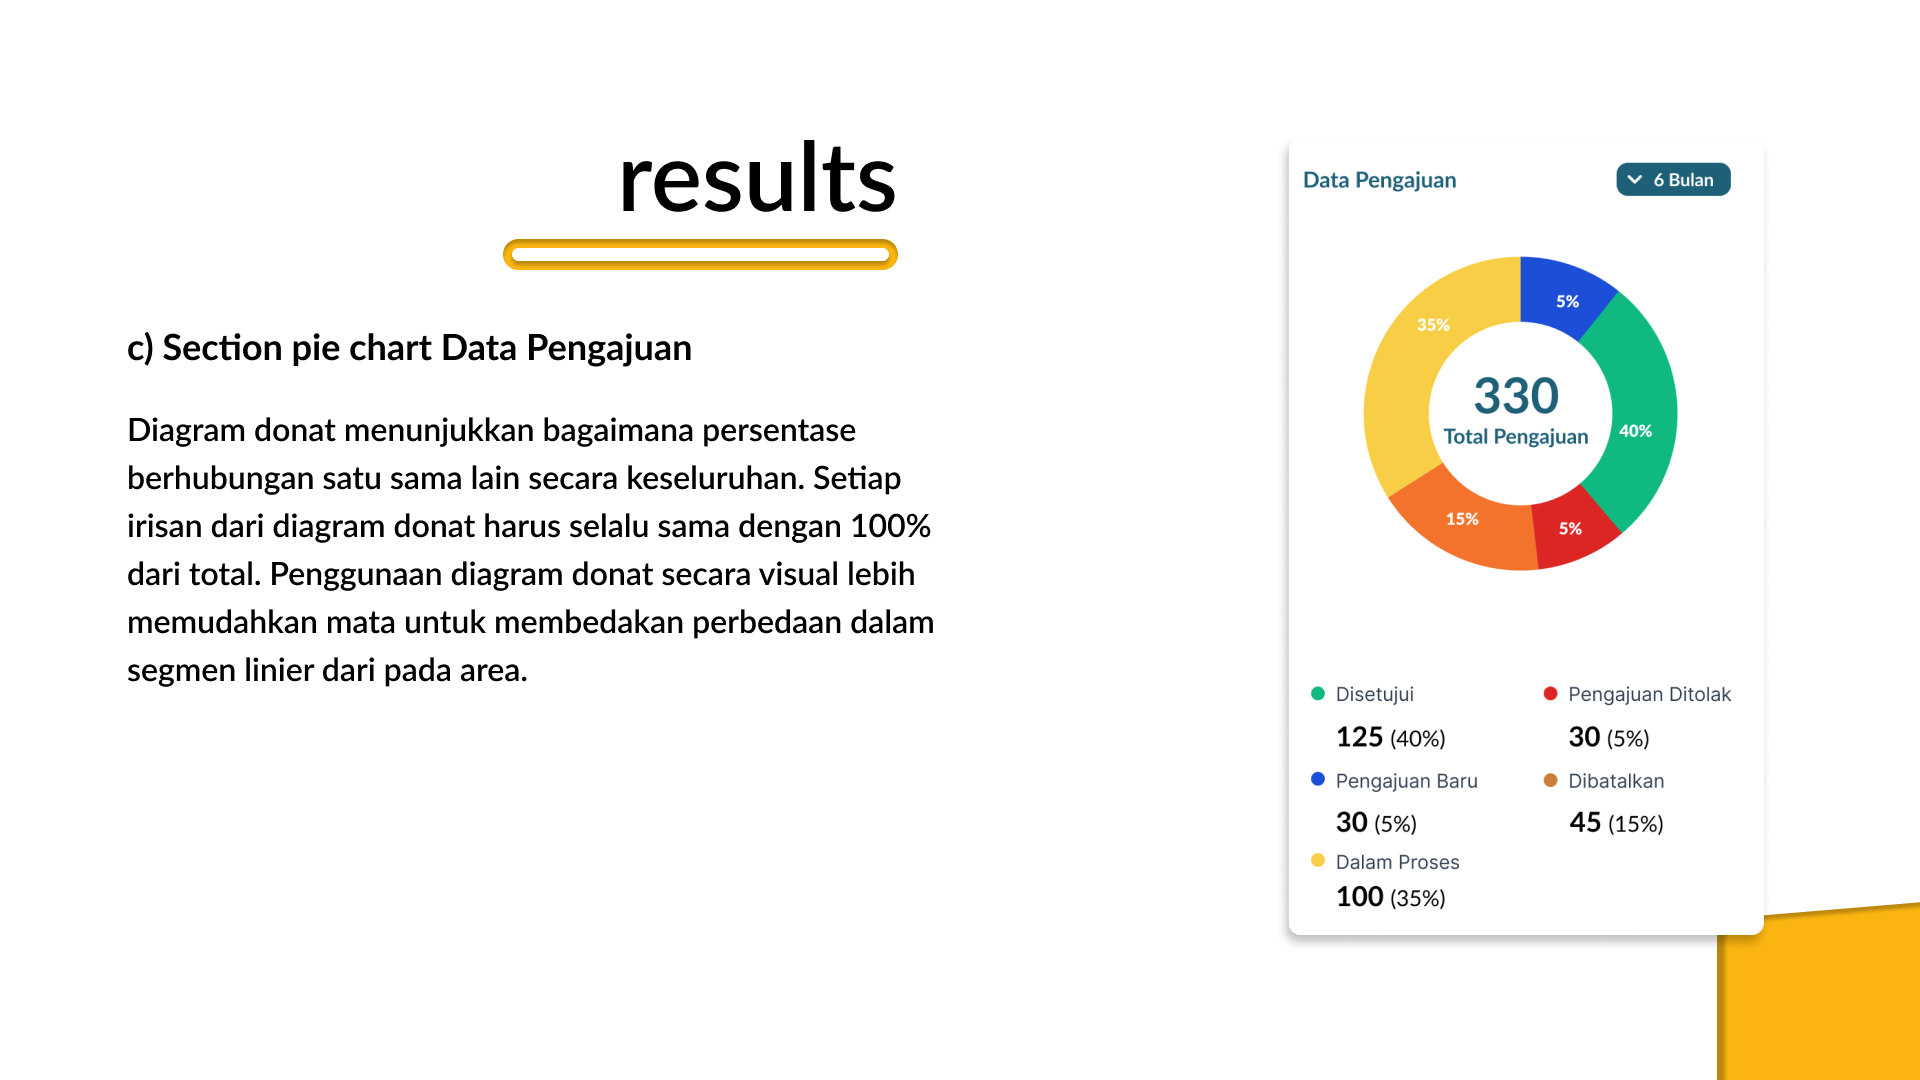 results
c) Section pie chart Data Pengajuan
Diagram donat menunjukkan bagaimana persentase
berhubungan satu sama lain secara keseluruhan. Setiap
irisan dari diagram donat harus selalu sama dengan 100%
dari total. Penggunaan diagram donat secara visual lebih
memudahkan mata untuk membedakan perbedaan dalam
segmen linier dari pada area.
Data Pengajuan
6 Bulan
5%
35%
40%
15%
5%
330
Total Pengajuan
Disetujui
125 (40%)
Pengajuan Ditolak
30 (5%)
Pengajuan Baru
30 (5%)
Dibatalkan
45 (15%)
Dalam Proses
100 (35%)